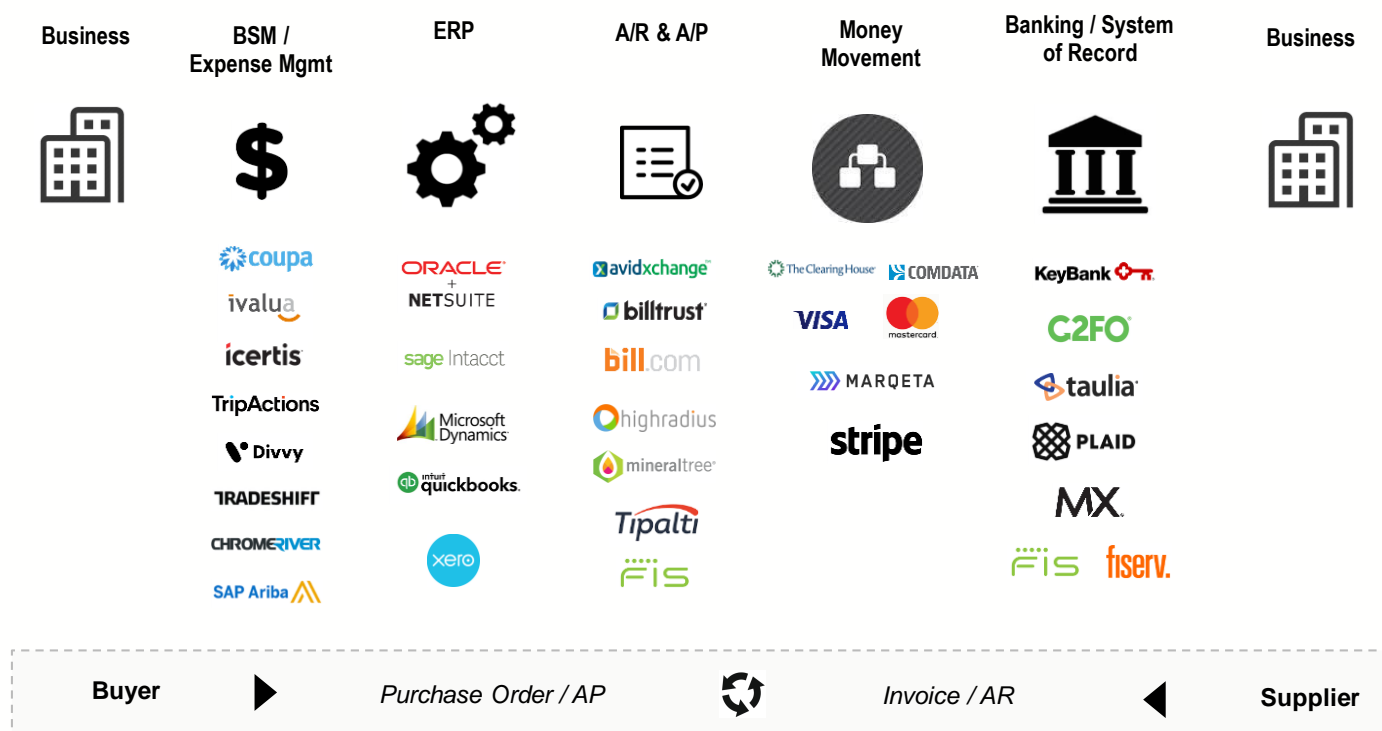 Business
BSM /
Expense Mgmt
ERP
A/R & A/P
Money
Movement
Banking / System
of Record
Business
coupa
ivalua
icertis
TripActions
Divvy
TRADESHIFT
CHROMERIVER
SAP Ariba
ORACLE
+
NETSUITE
sage Intacct
Microsoft
Dynamics
qb intuit
quickbooks.
xero
avidxchange™
billtrust
bill.com
highradius
mineraltree
Tipalti
FIS
The Clearing House
COMDATA
VISA
mastercard
MARQETA
stripe
KeyBank
C2FO
taulia
PLAID
MX
FIS
fiserv.
Buyer
Purchase Order / AP
Invoice / AR
Supplier